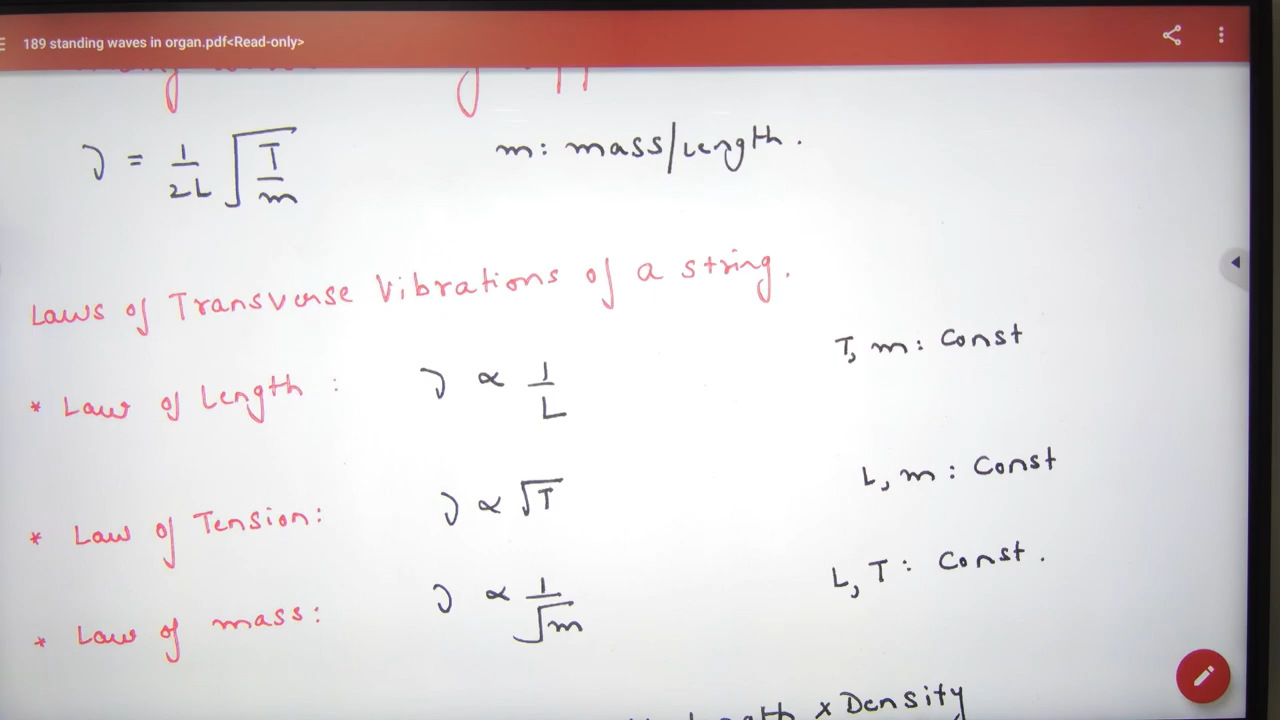 189 standing waves in organ.pdf<Read-only>
ν = 1/2L √(T/m) m: mass/Length.
Laws of Transverse Vibrations of a string.
* Law of Length: ν ∝ 1/L T, m: Const
* Law of Tension: ν ∝ √T L, m: Const
* Law of mass: ν ∝ 1/√m L, T: Const.
Length x Density